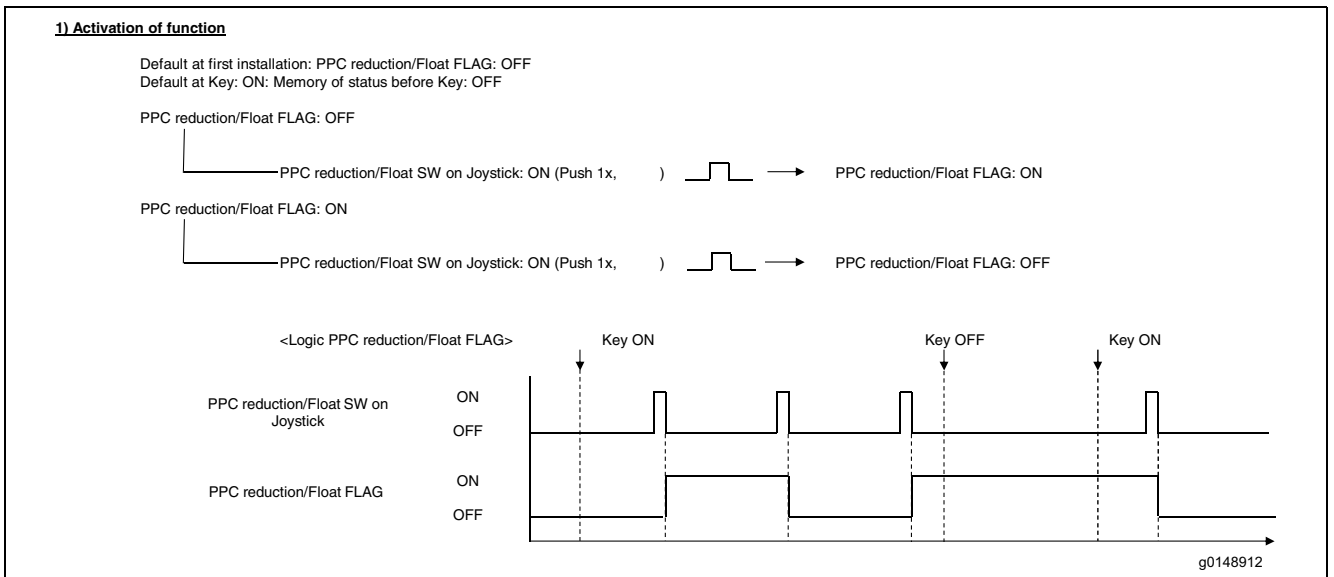 1) Activation of function
Default at first installation: PPC reduction/Float FLAG: OFF
Default at Key: ON: Memory of status before Key: OFF
PPC reduction/Float FLAG: OFF
PPC reduction/Float SW on Joystick: ON (Push 1x, ) PPC reduction/Float FLAG: ON
PPC reduction/Float FLAG: ON
PPC reduction/Float SW on Joystick: ON (Push 1x, ) PPC reduction/Float FLAG: OFF
<Logic PPC reduction/Float FLAG> Key ON Key OFF Key ON
PPC reduction/Float SW on
Joystick
ON
OFF
PPC reduction/Float FLAG
ON
OFF
g0148912